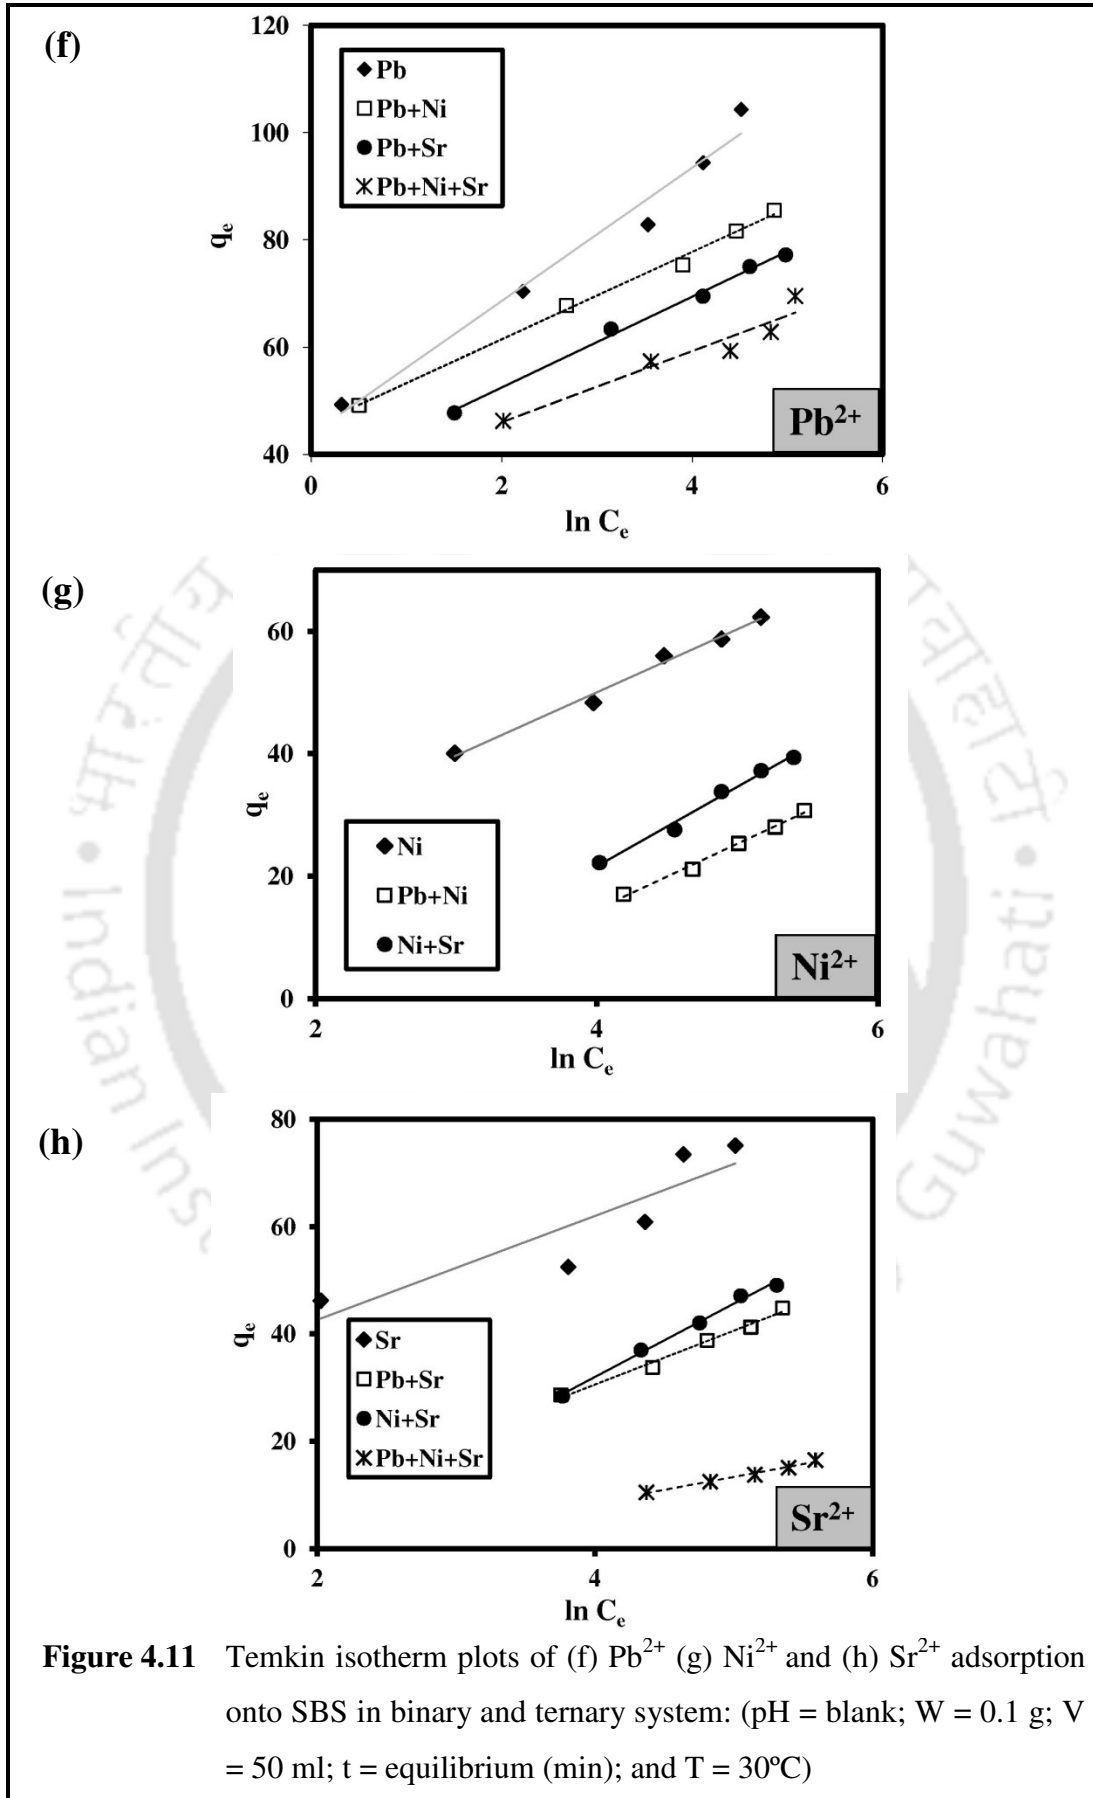 (f)
120
100
80
60
40
qe
Pb
Pb+Ni
Pb+Sr
Pb+Ni+Sr
Pb2+
0 2 4 6
ln Ce
(g)
60
40
20
0
qe
Ni
Pb+Ni
Ni+Sr
Ni2+
2 4 6
ln Ce
(h)
80
60
40
20
0
qe
Sr
Pb+Sr
Ni+Sr
Pb+Ni+Sr
Sr2+
2 4 6
ln Ce
Figure 4.11 Temkin isotherm plots of (f) Pb2+ (g) Ni2+ and (h) Sr2+ adsorption
onto SBS in binary and ternary system: (pH = blank; W = 0.1 g; V
= 50 ml; t = equilibrium (min); and T = 30ºC)
Indian Ins
Guwahati